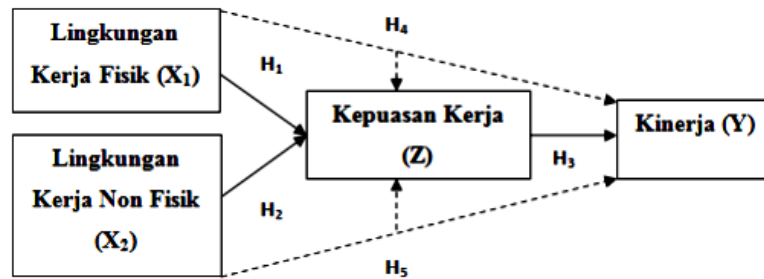 Lingkungan
Kerja Fisik (X₁)
H₁
H₄
Lingkungan
Kerja Non Fisik
(X₂)
H₂
Kepuasan Kerja
(Z)
H₃
Kinerja (Y)
H₅